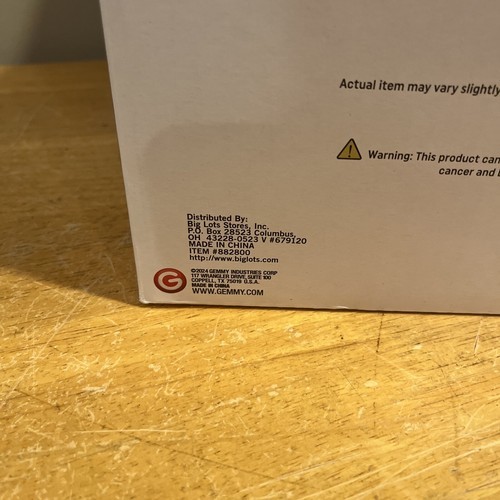 Actual item may vary slightly
Warning: This product can
cancer and
Distributed By:
Big Lots Stores, Inc.
P.O. Box 28523 Columbus,
OH 43228-0523 V #679120
MADE IN CHINA
ITEM #882800
http://www.biglots.com
©2024 GEMMY INDUSTRIES CORP
117 WRANGLER DRIVE, SUITE 100
COPPELL, TX 75019 U.S.A.
MADE IN CHINA
WWW.GEMMY.COM